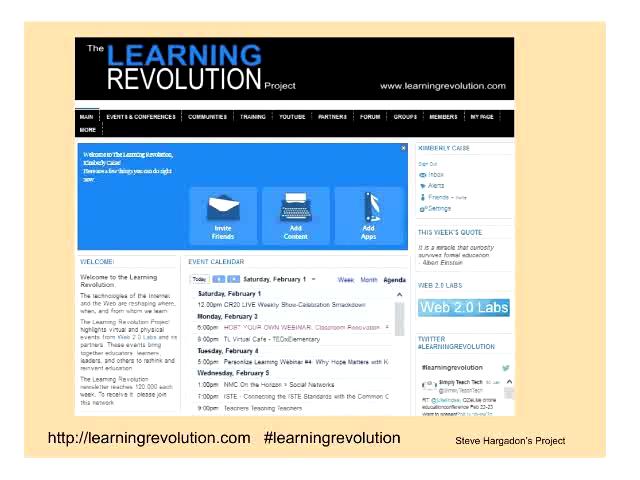 The LEARNING
REVOLUTION Project
www.learningrevolution.com
MAIN EVENTS & CONFERENCES COMMUNITIES TRAINING YOUTUBE PARTNERS FORUM GROUPS MEMBERS MY PAGE
MORE
Welcome to The Learning Revolution,
Kimberly Caise!
Here are a few things you can do right
now
Invite
Friends
Add
Content
Add
Apps
KIMBERLY CAISE
Sign Out
Inbox
Alerts
Friends – Invite
Settings
THIS WEEK'S QUOTE
It is a miracle that curiosity
survives formal education.
- Albert Einstein
WEB 2.0 LABS
Web 2.0 Labs
TWITTER
#LEARNINGREVOLUTION
#learningrevolution
Simply Teach Tech
@SimplyTeachTech
educationconference Feb 22-23
WELCOME!
Welcome to the Learning
Revolution.
The technologies of the Internet
and the Web are reshaping where,
when, and from whom we learn.
The Learning Revolution Project
highlights virtual and physical
events from Web 2.0 Labs and its
partners. These events bring
together educators, learners,
leaders, and others to rethink and
reinvent education.
The Learning Revolution
newsletter reaches 120,000 each
week. To receive it, please join
this network.
EVENT CALENDAR
Today Saturday, February 1 Week Month Agenda
Saturday, February 1
12:00pm CR20 LIVE Weekly Show-Celebration Smackdown
Monday, February 3
5:00pm HOST YOUR OWN WEBINAR: Classroom Renovation
8:00pm TL Virtual Cafe - TEDxElementary
Tuesday, February 4
5:00pm Personalize Learning Webinar #4: Why Hope Matters with K
Wednesday, February 5
1:00pm NMC On the Horizon > Social Networks
7:00pm ISTE - Connecting the ISTE Standards with the Common C
9:00pm Teachers Teaching Teachers
http://learningrevolution.com #learningrevolution
Steve Hargadon's Project